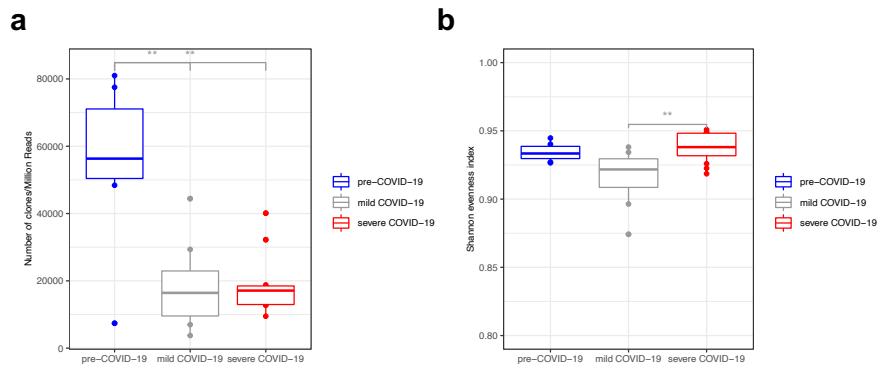 a
b
**
**
80000
60000
40000
20000
0
Number of clones/Million Reads
pre−COVID−19
mild COVID−19
severe COVID−19
pre−COVID−19
mild COVID−19
severe COVID−19
**
1.00
0.95
0.90
0.85
0.80
Shannon evenness index
pre−COVID−19
mild COVID−19
severe COVID−19
pre−COVID−19
mild COVID−19
severe COVID−19